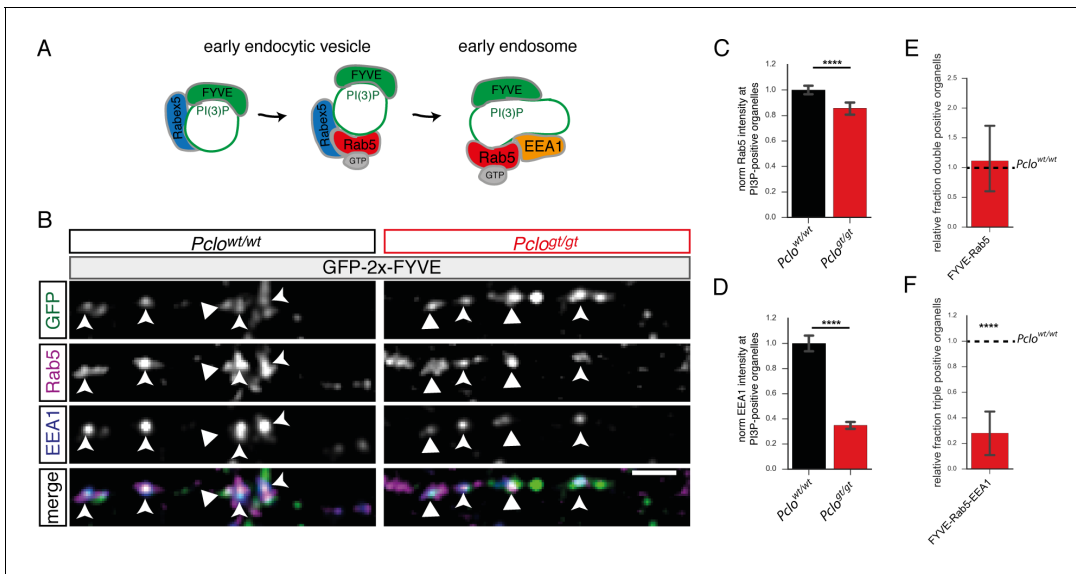 A
early endocytic vesicle
early endosome
FYVE
PI(3)P
Rabex5
FYVE
PI(3)P
Rabex5
Rab5
GTP
FYVE
PI(3)P
Rab5
EEA1
GTP
B
Pclowt/wt
Pclogt/gt
GFP-2x-FYVE
GFP
Rab5
EEA1
merge
C
norm Rab5 intensity at
PI3P-positive organelles
1.2
1.0
0.8
0.6
0.4
0.2
0.0
****
Pclowt/wt
Pclogt/gt
D
norm EEA1 intensity at
PI3P-positive organelles
1.2
1.0
0.8
0.6
0.4
0.2
0.0
****
Pclowt/wt
Pclogt/gt
E
relative fraction double positive organells
2.5
2.0
1.5
1.0
0.5
0.0
Pclowt/wt
FYVE-Rab5
F
relative fraction triple positive organells
1.2
1.0
0.8
0.6
0.4
0.2
0.0
****
Pclowt/wt
FYVE-Rab5-EEA1